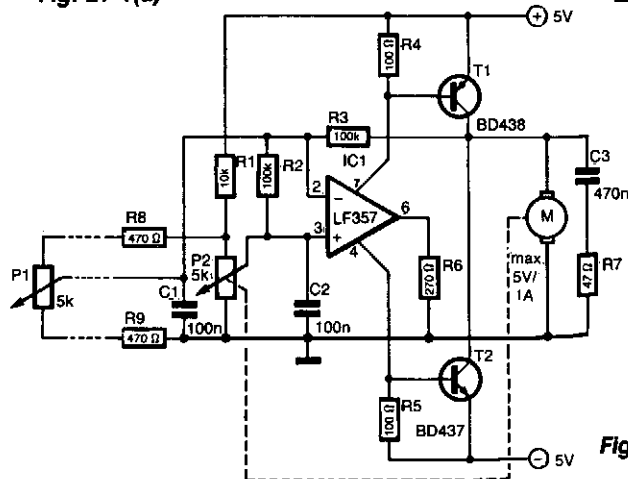 Fig. 27-1(a)
+ 5V
R4
100 Ω
T1
BD438
R3
100k
IC1
R1
10k
R2
100k
C3
470n
2
−
7
LF357
6
3
+
4
M
max.
5V/
1A
R8
470 Ω
P1
5k
P2
5k
C1
100n
C2
100n
R6
270 Ω
R7
47 Ω
R9
470 Ω
T2
BD437
R5
100 Ω
− 5V
Fig